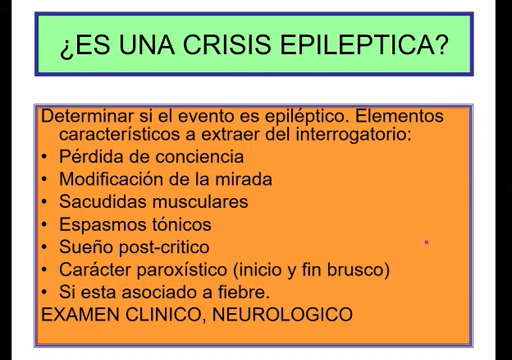 ¿ES UNA CRISIS EPILEPTICA?
Determinar si el evento es epiléptico. Elementos
característicos a extraer del interrogatorio:
• Pérdida de conciencia
• Modificación de la mirada
• Sacudidas musculares
• Espasmos tónicos
• Sueño post-critico
• Carácter paroxístico (inicio y fin brusco)
• Si esta asociado a fiebre.
EXAMEN CLINICO, NEUROLOGICO